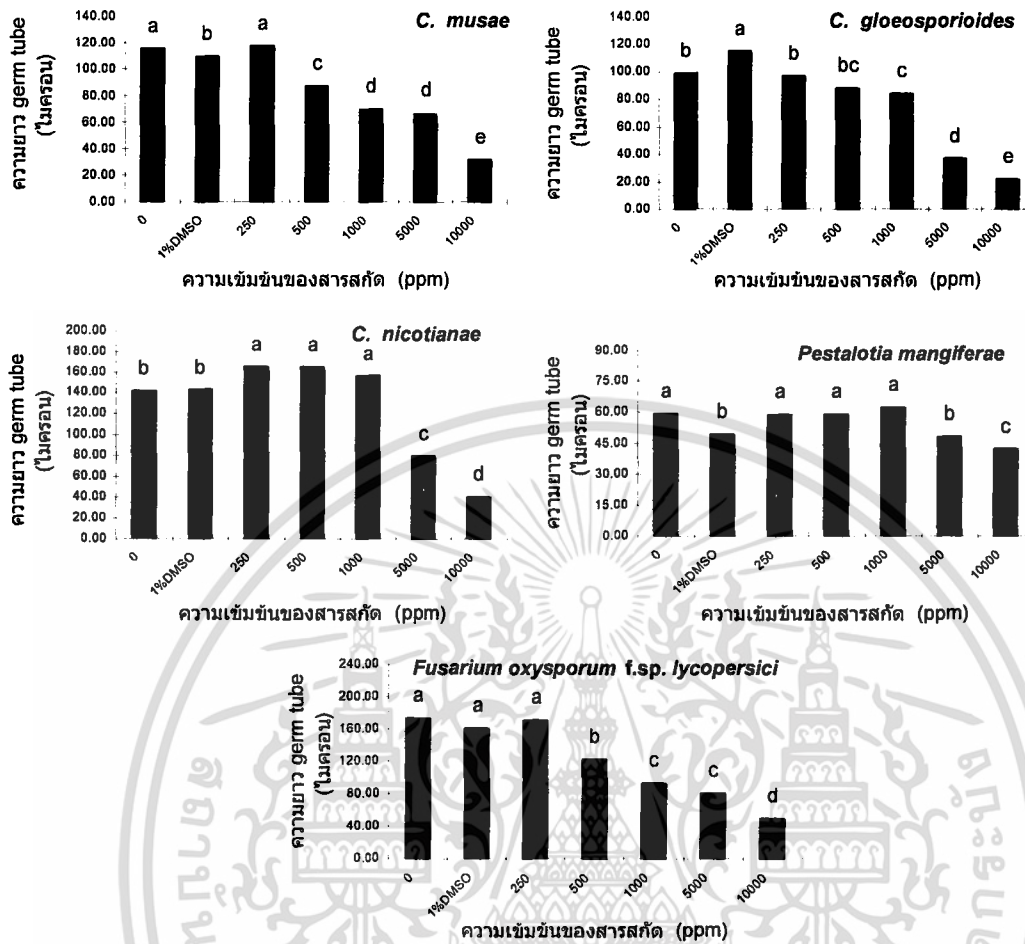 C. musae
140.00
120.00
100.00
80.00
60.00
40.00
20.00
0.00
ความยาว germ tube
(ไมครอน)
a b a c d d e
0 1%DMSO 250 500 1000 5000 10000
ความเข้มข้นของสารสกัด (ppm)
C. gloeosporioides
140.00
120.00
100.00
80.00
60.00
40.00
20.00
0.00
ความยาว germ tube
(ไมครอน)
b a b bc c d e
0 1%DMSO 250 500 1000 5000 10000
ความเข้มข้นของสารสกัด (ppm)
C. nicotianae
200.00
180.00
160.00
140.00
120.00
100.00
80.00
60.00
40.00
20.00
0.00
ความยาว germ tube
(ไมครอน)
b b a a a c d
0 1%DMSO 250 500 1000 5000 10000
ความเข้มข้นของสารสกัด (ppm)
Pestalotia mangiferae
90.00
75.00
60.00
45.00
30.00
15.00
0.00
ความยาว germ tube
(ไมครอน)
a b a a a b c
0 1%DMSO 250 500 1000 5000 10000
ความเข้มข้นของสารสกัด (ppm)
Fusarium oxysporum f.sp. lycopersici
240.00
200.00
160.00
120.00
80.00
40.00
0.00
ความยาว germ tube
(ไมครอน)
a a a b c c d
0 1%DMSO 250 500 1000 5000 10000
ความเข้มข้นของสารสกัด (ppm)